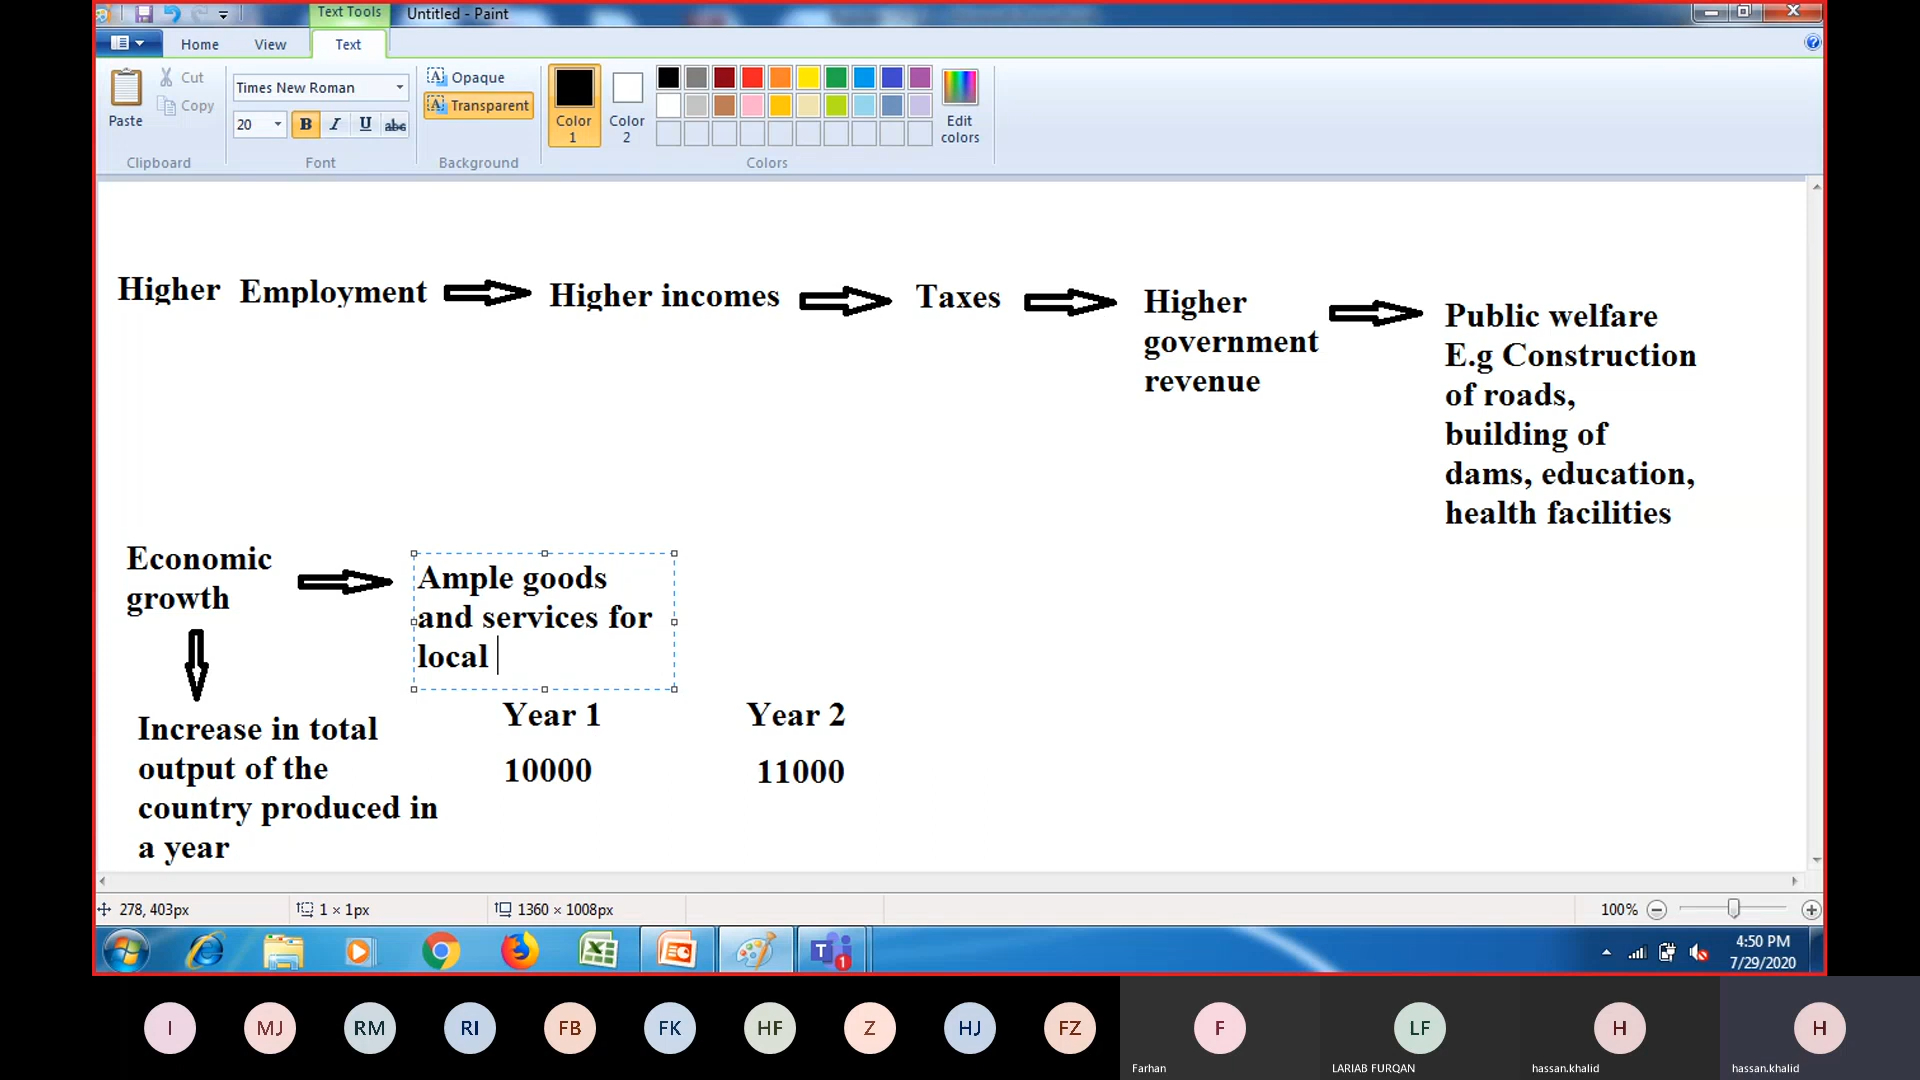 Text Tools
Untitled - Paint
Home
View
Text
Paste
Cut
Copy
Clipboard
Times New Roman
20
B
I
U
abc
Font
A Opaque
A Transparent
Background
Color
1
Color
2
Edit
colors
Colors
Higher Employment
Higher incomes
Taxes
Higher
government
revenue
Public welfare
E.g Construction
of roads,
building of
dams, education,
health facilities
Economic
growth
Ample goods
and services for
local
Increase in total
output of the
country produced in
a year
Year 1
Year 2
10000
11000
278, 403px
1 × 1px
1360 × 1008px
100%
T
1
4:50 PM
7/29/2020
I
MJ
RM
RI
FB
FK
HF
Z
HJ
FZ
F
Farhan
LF
LARIAB FURQAN
H
hassan.khalid
H
hassan.khalid